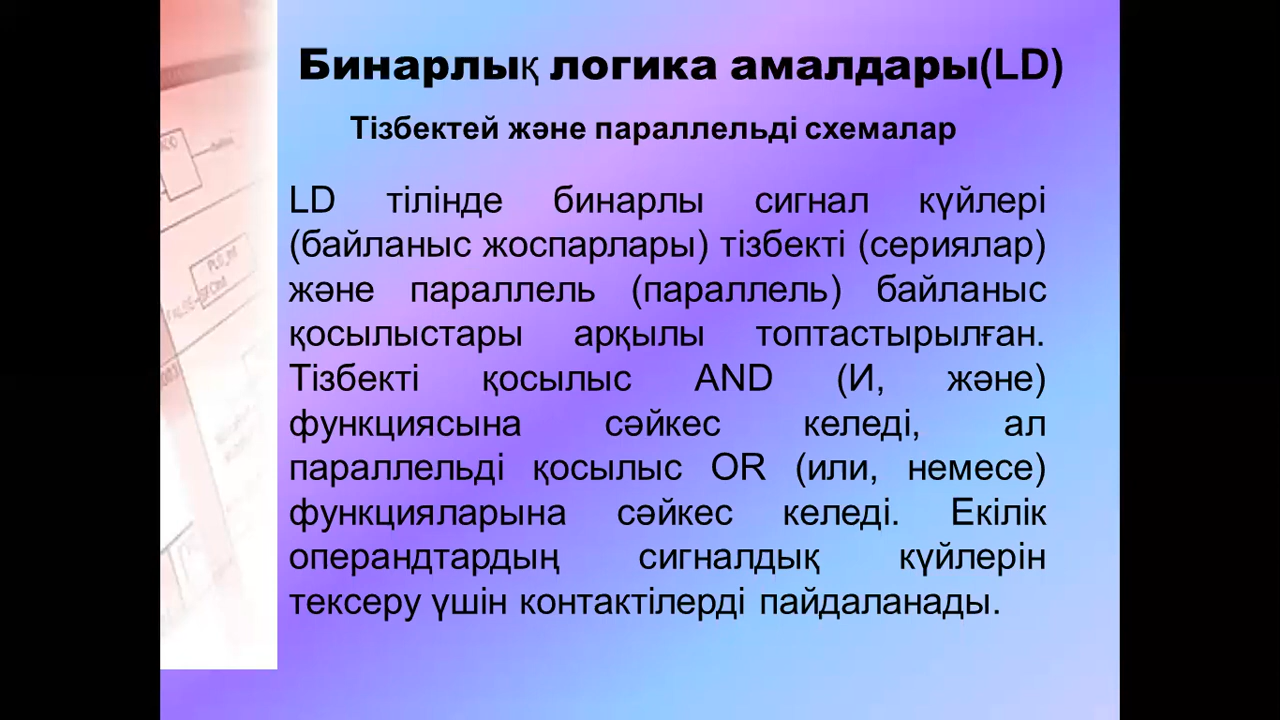 Бинарлық логика амалдары(LD)
Тізбектей және параллельді схемалар
LD тілінде бинарлы сигнал күйлері
(байланыс жоспарлары) тізбекті (сериялар)
және параллель (параллель) байланыс
қосылыстары арқылы топтастырылған.
Тізбекті қосылыс AND (И, және)
функциясына сәйкес келеді, ал
параллельді қосылыс OR (или, немесе)
функцияларына сәйкес келеді. Екілік
операндтардың сигналдық күйлерін
тексеру үшін контактілерді пайдаланады.